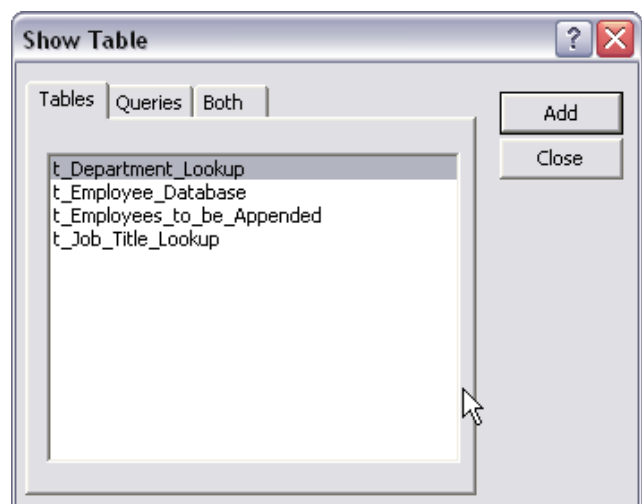 Show Table
?
Tables Queries Both
Add
Close
t_Department_Lookup
t_Employee_Database
t_Employees_to_be_Appended
t_Job_Title_Lookup